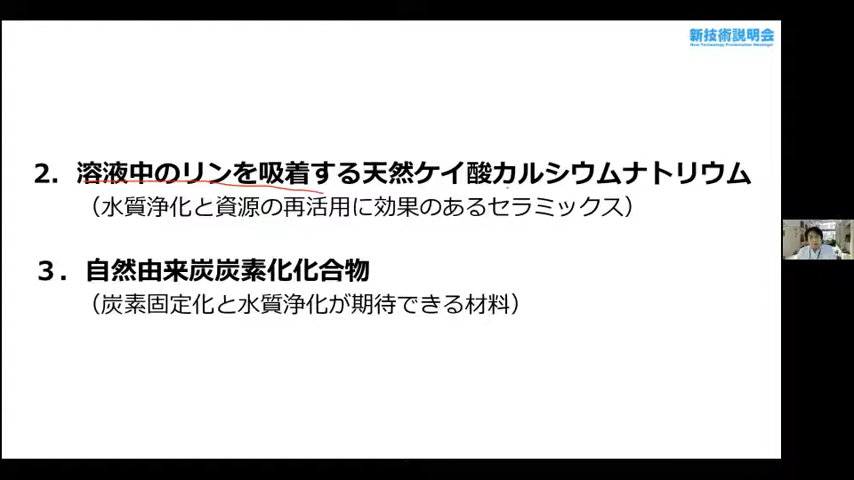 新技術説明会
New Technology Presentation Meetings!
2. 溶液中のリンを吸着する天然ケイ酸カルシウムナトリウム
（水質浄化と資源の再活用に効果のあるセラミックス）
３．自然由来炭炭素化化合物
（炭素固定化と水質浄化が期待できる材料）